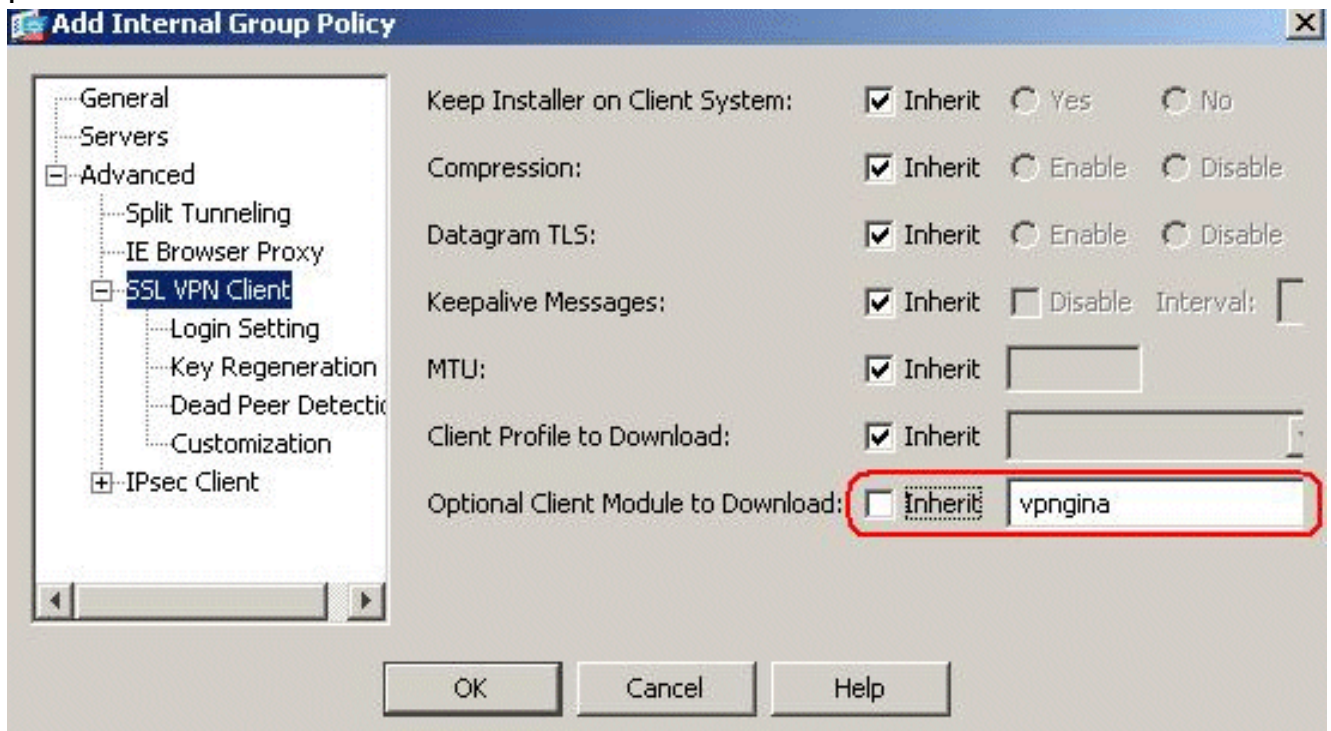 Add Internal Group Policy
General
Servers
Advanced
Split Tunneling
IE Browser Proxy
SSL VPN Client
Login Setting
Key Regeneration
Dead Peer Detectic
Customization
IPsec Client
Keep Installer on Client System: Inherit Yes No
Compression: Inherit Enable Disable
Datagram TLS: Inherit Enable Disable
Keepalive Messages: Inherit Disable Interval:
MTU: Inherit
Client Profile to Download: Inherit
Optional Client Module to Download: Inherit vpngina
OK Cancel Help